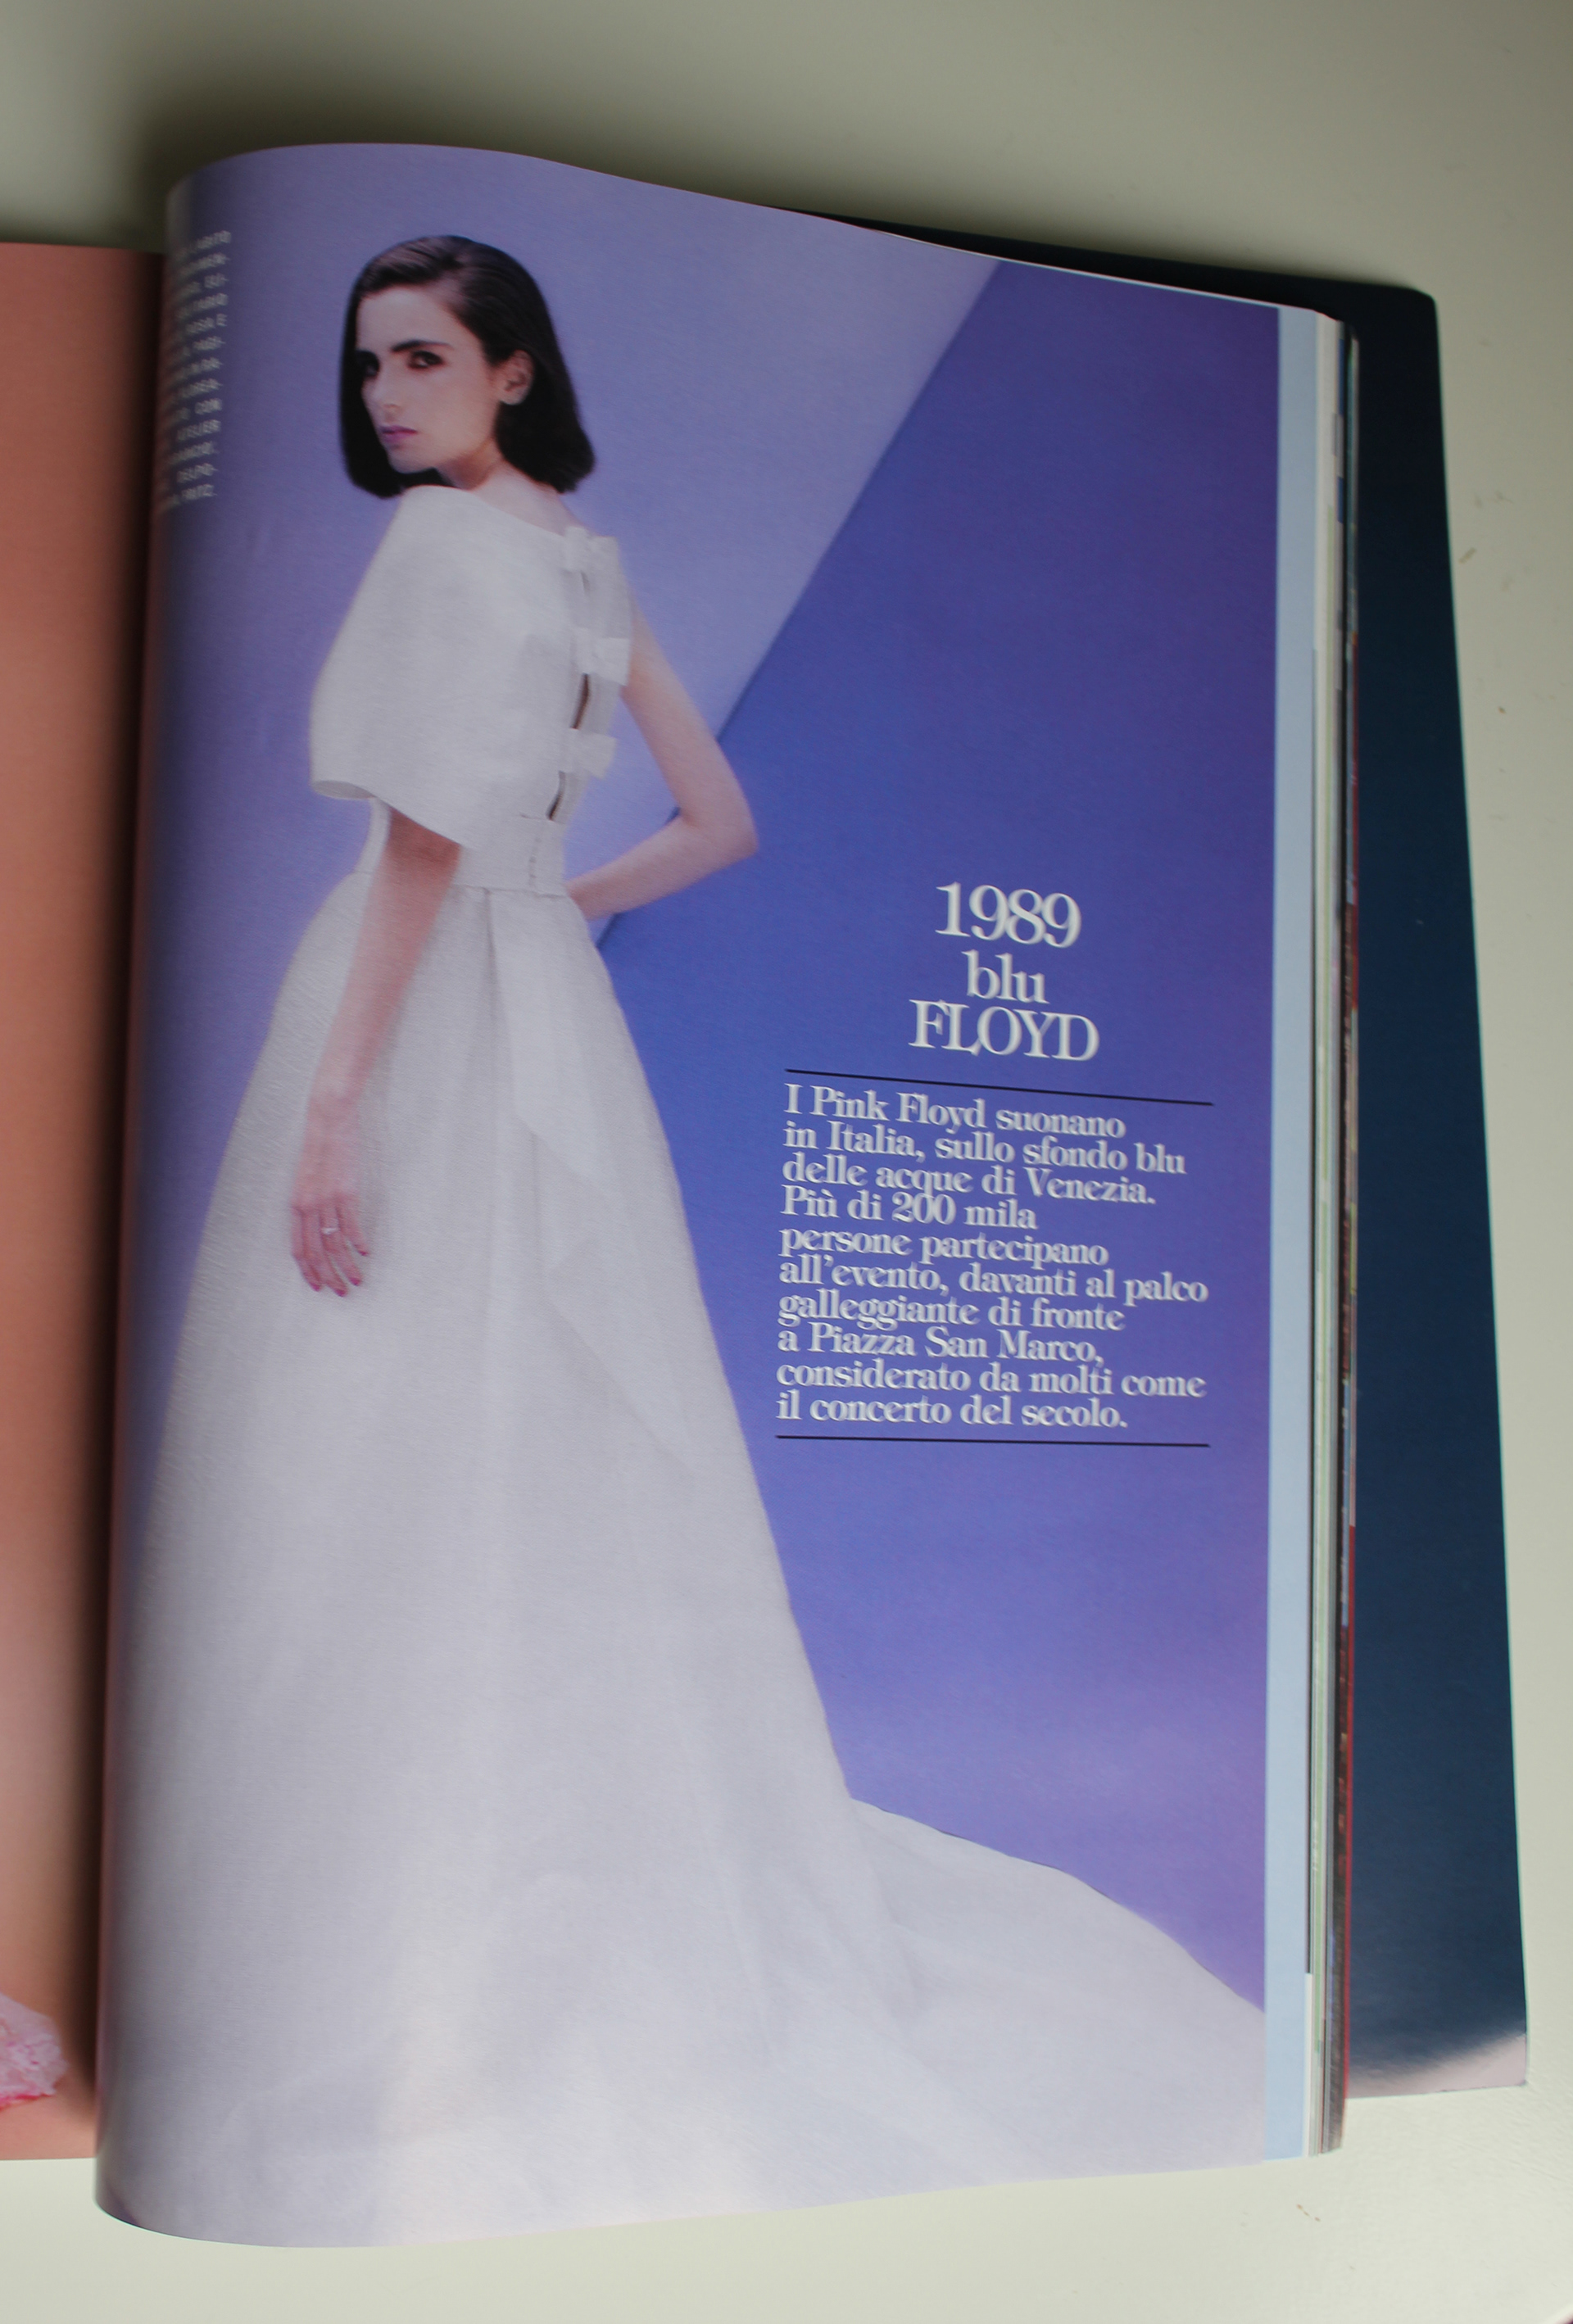 CON
ATELIER
1989
blu
FLOYD
I Pink Floyd suonano
in Italia, sullo sfondo blu
delle acque di Venezia.
Più di 200 mila
persone partecipano
all'evento, davanti al palco
galleggiante di fronte
a Piazza San Marco,
considerato da molti come
il concerto del secolo.